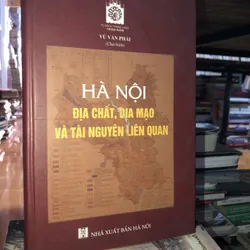 VŨ VĂN PHÁI
(Chủ biên)
HÀ NỘI
ĐỊA CHẤT, ĐỊA MẠO
VÀ TÀI NGUYÊN LIÊN QUAN
NHÀ XUẤT BẢN HÀ NỘI